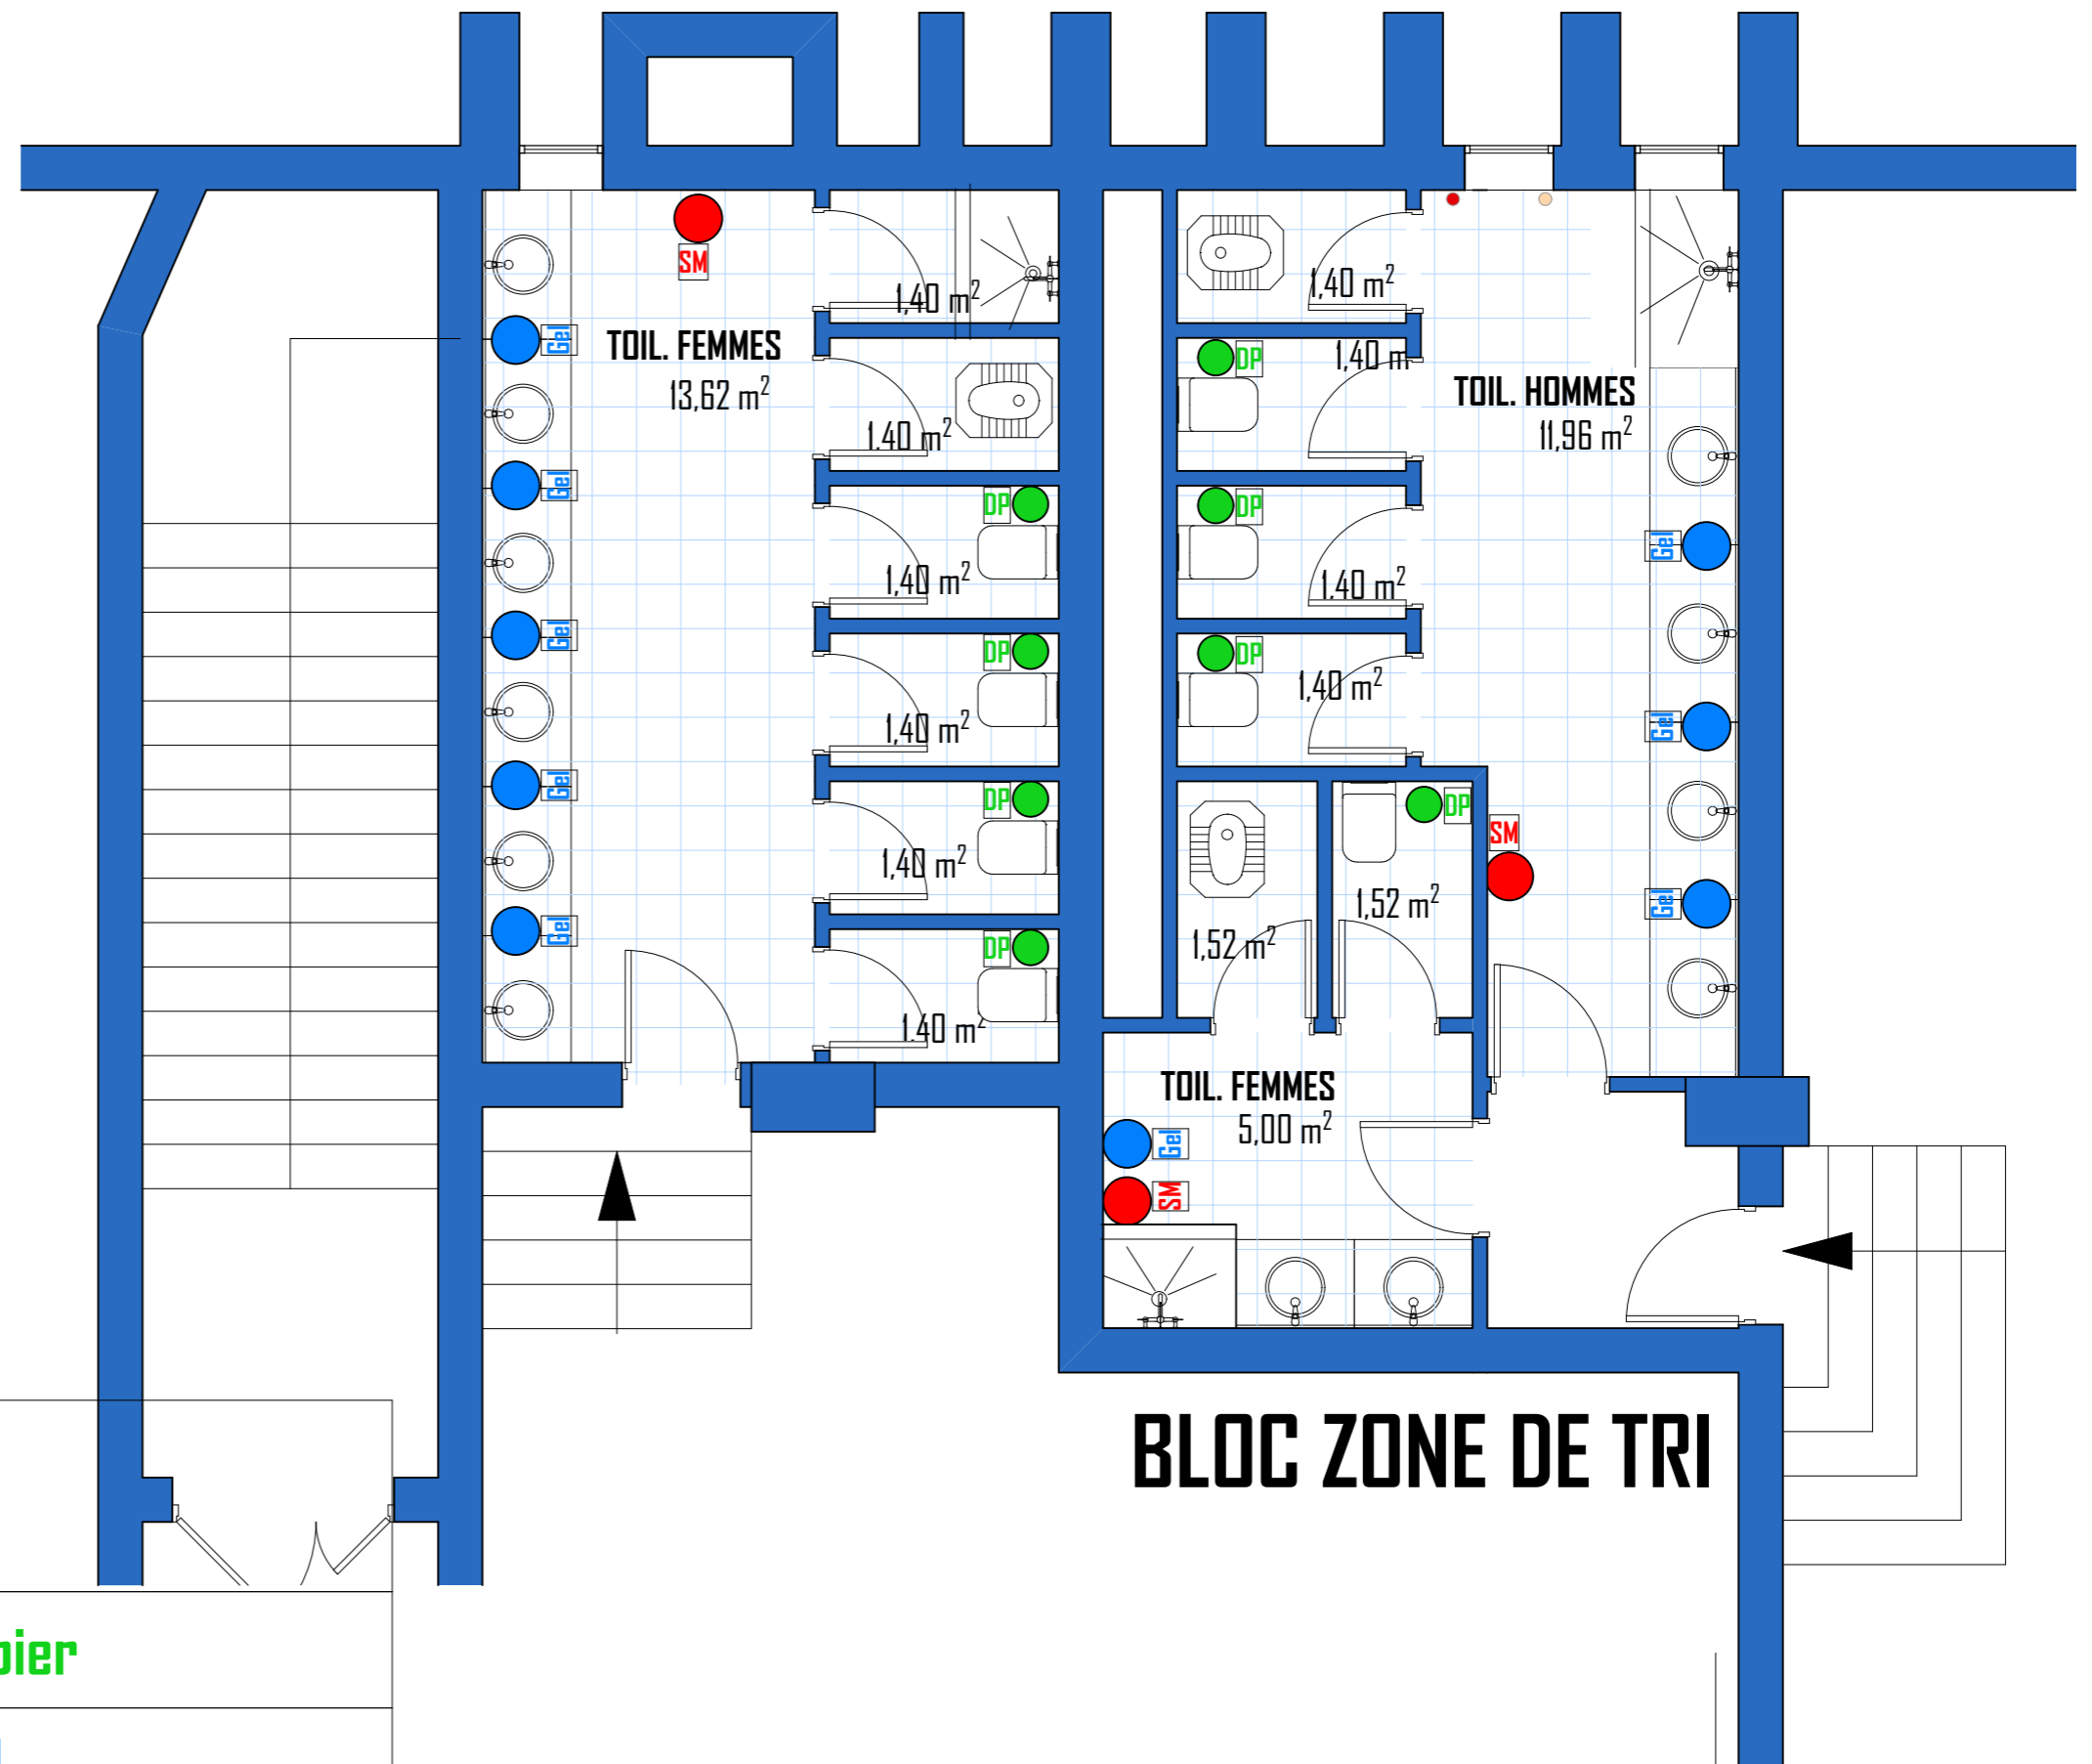 SM
1,40 m²
1,40 m²
Gel
TOIL. FEMMES
13,62 m²
DP
1,40 m
TOIL. HOMMES
11,96 m²
1,40 m²
Gel
DP
DP
Gel
1,40 m²
1,40 m²
Gel
DP
DP
1,40 m²
1,40 m²
Gel
Gel
DP
DP
SM
1,40 m²
1,52 m²
Gel
Gel
DP
1,52 m²
1,40 m²
TOIL. FEMMES
5,00 m²
Gel
SM
BLOC ZONE DE TRI
pier